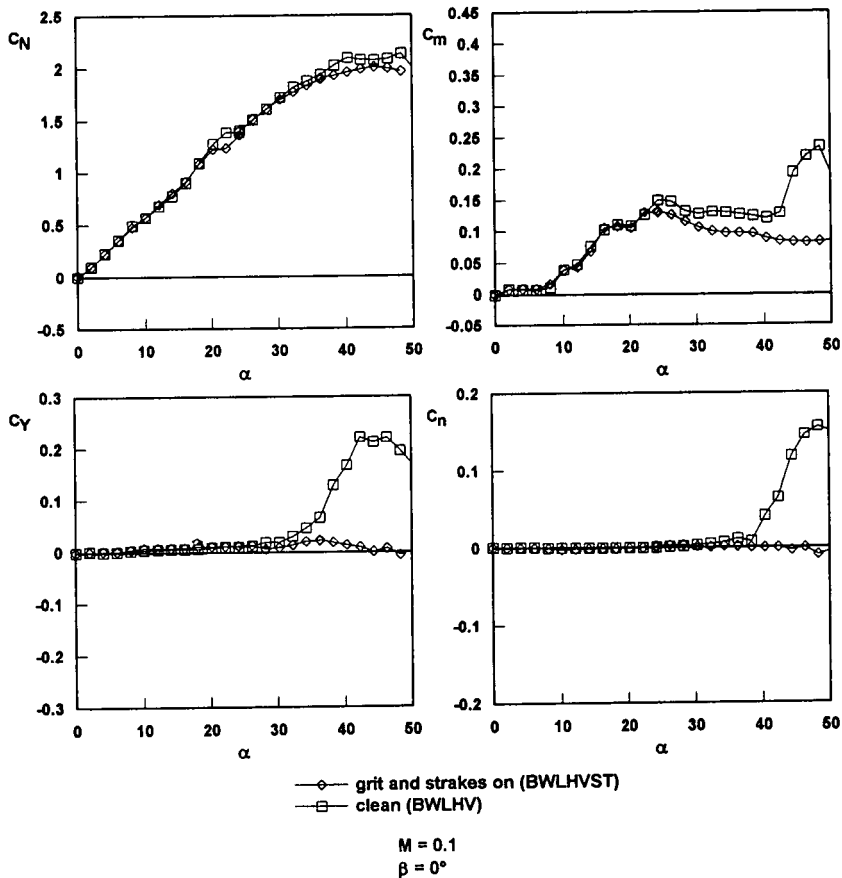 C_N
2.5
2
1.5
1
0.5
0
-0.5
0 10 20 30 40 50
α
C_m
0.45
0.4
0.35
0.3
0.25
0.2
0.15
0.1
0.05
0
-0.05
0 10 20 30 40 50
α
C_Y
0.3
0.2
0.1
0
-0.1
-0.2
-0.3
0 10 20 30 40 50
α
C_n
0.2
0.1
0
-0.1
-0.2
0 10 20 30 40 50
α
grit and strakes on (BWLHVST)
clean (BWLHV)
M = 0.1
β = 0°